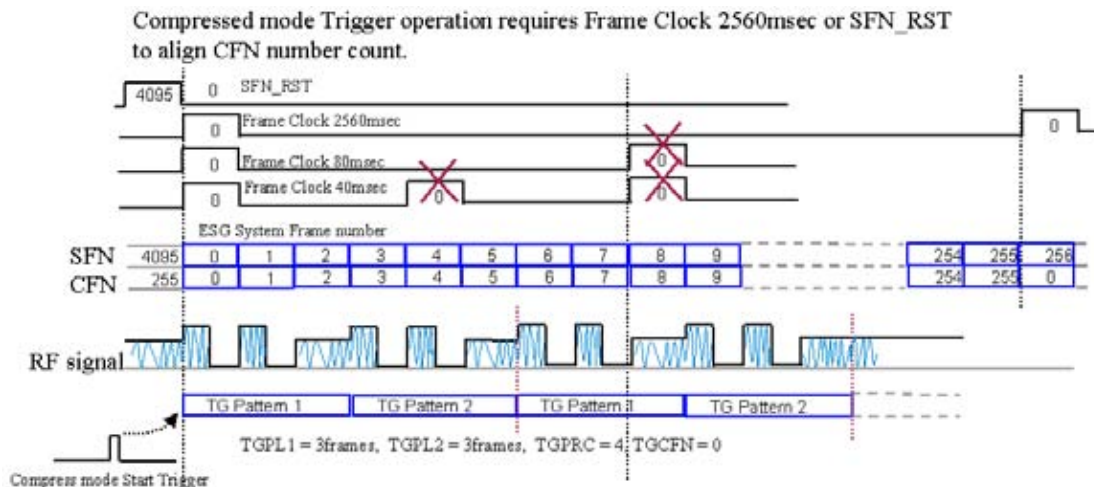 Compressed mode Trigger operation requires Frame Clock 2560msec or SFN_RST
to align CFN number count.
4095 0 SFN_RST
0 Frame Clock 2560msec 0
0 Frame Clock 80msec 0
0 Frame Clock 40msec 0 0
ESG System Frame number
SFN 4095 0 1 2 3 4 5 6 7 8 9 254 255 256
CFN 255 0 1 2 3 4 5 6 7 8 9 254 255 0
RF signal
TG Pattern 1 TG Pattern 2 TG Pattern 1 TG Pattern 2
TGPL1 = 3frames, TGPL2 = 3frames, TGPRC = 4, TGCFN = 0
Compress mode Start Trigger